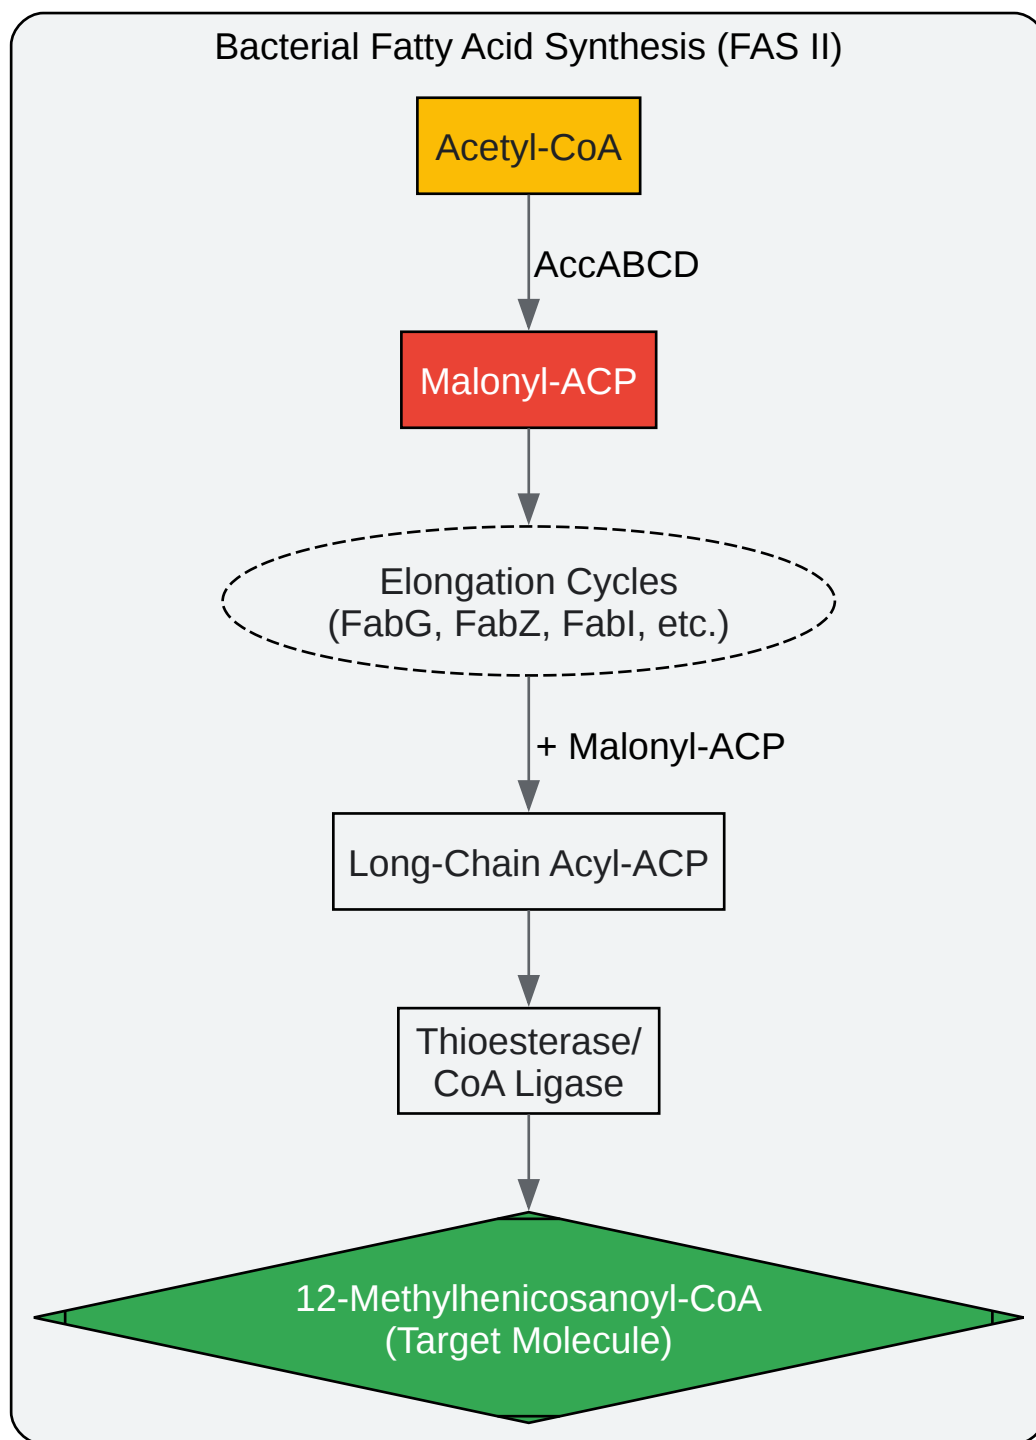 Bacterial Fatty Acid Synthesis (FAS II)
Acetyl-CoA
AccABCD
Malonyl-ACP
Elongation Cycles
(FabG, FabZ, FabI, etc.)
+ Malonyl-ACP
Long-Chain Acyl-ACP
Thioesterase/
CoA Ligase
12-Methylhenicosanoyl-CoA
(Target Molecule)